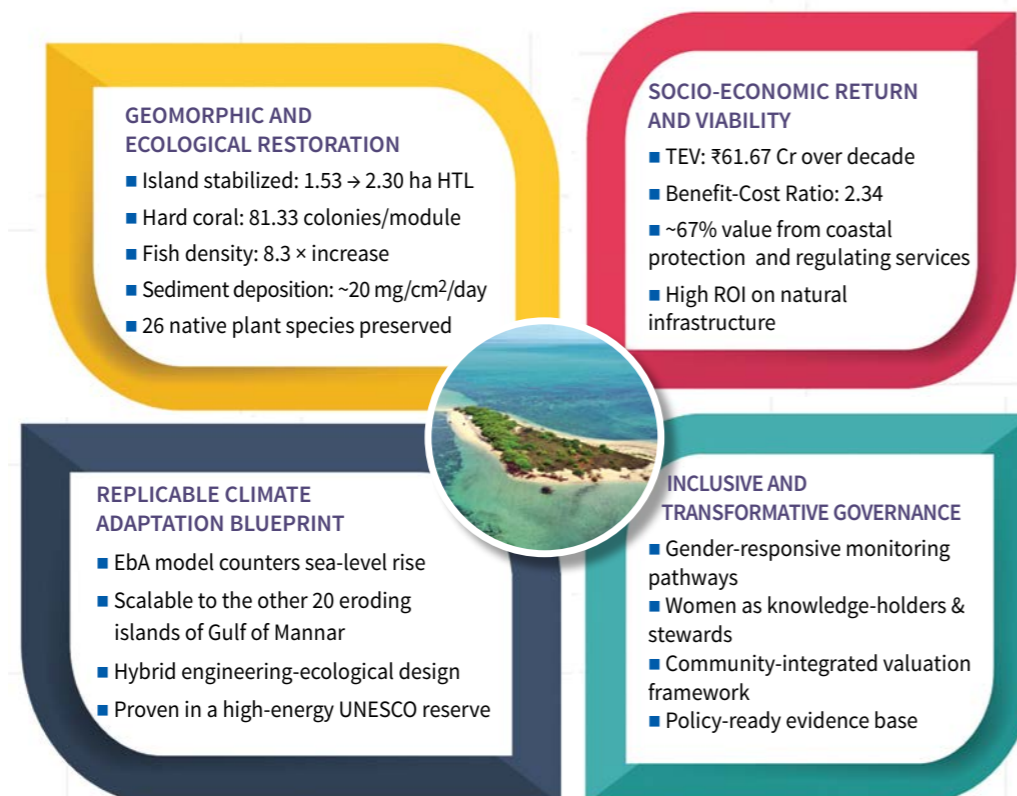 GEOMORPHIC AND
ECOLOGICAL RESTORATION
■ Island stabilized: 1.53 → 2.30 ha HTL
■ Hard coral: 81.33 colonies/module
■ Fish density: 8.3 × increase
■ Sediment deposition: ~20 mg/cm²/day
■ 26 native plant species preserved
SOCIO-ECONOMIC RETURN
AND VIABILITY
■ TEV: ₹61.67 Cr over decade
■ Benefit-Cost Ratio: 2.34
■ ~67% value from coastal
protection and regulating services
■ High ROI on natural
infrastructure
REPLICABLE CLIMATE
ADAPTATION BLUEPRINT
■ EbA model counters sea-level rise
■ Scalable to the other 20 eroding
islands of Gulf of Mannar
■ Hybrid engineering-ecological design
■ Proven in a high-energy UNESCO reserve
INCLUSIVE AND
TRANSFORMATIVE GOVERNANCE
■ Gender-responsive monitoring
pathways
■ Women as knowledge-holders &
stewards
■ Community-integrated valuation
framework
■ Policy-ready evidence base